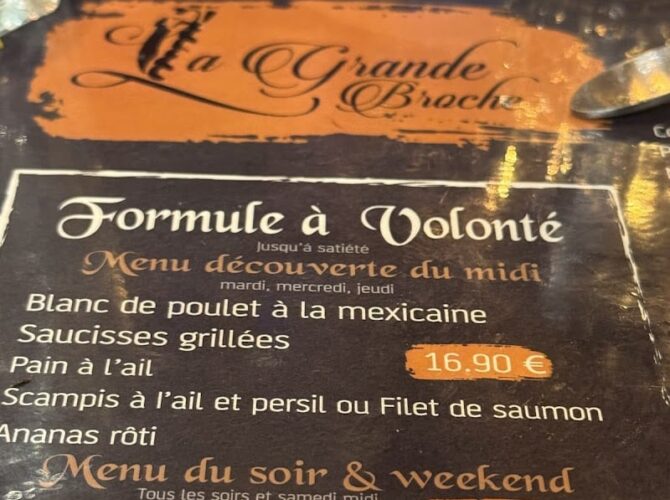 La Grande
Broche
Formule à Volonté
Jusqu'á satiété
Menu découverte du midi
mardi, mercredi, jeudi
Blanc de poulet à la mexicaine
Saucisses grillées
16.90 €
Pain à l'ail
Scampis à l'ail et persil ou Filet de saumon
Ananas rôti
Menu du soir & weekend
Tous les soirs et samedi midi